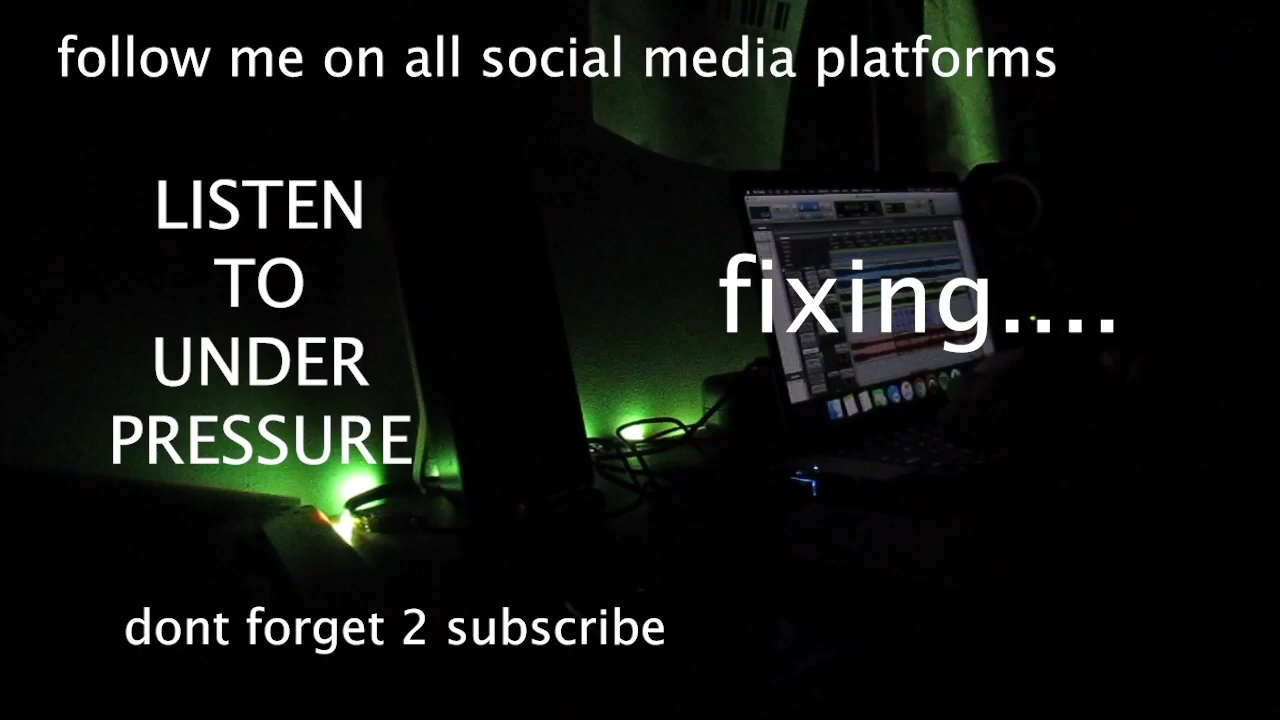 follow me on all social media platforms
LISTEN
TO
UNDER
PRESSURE
fixing....
dont forget 2 subscribe